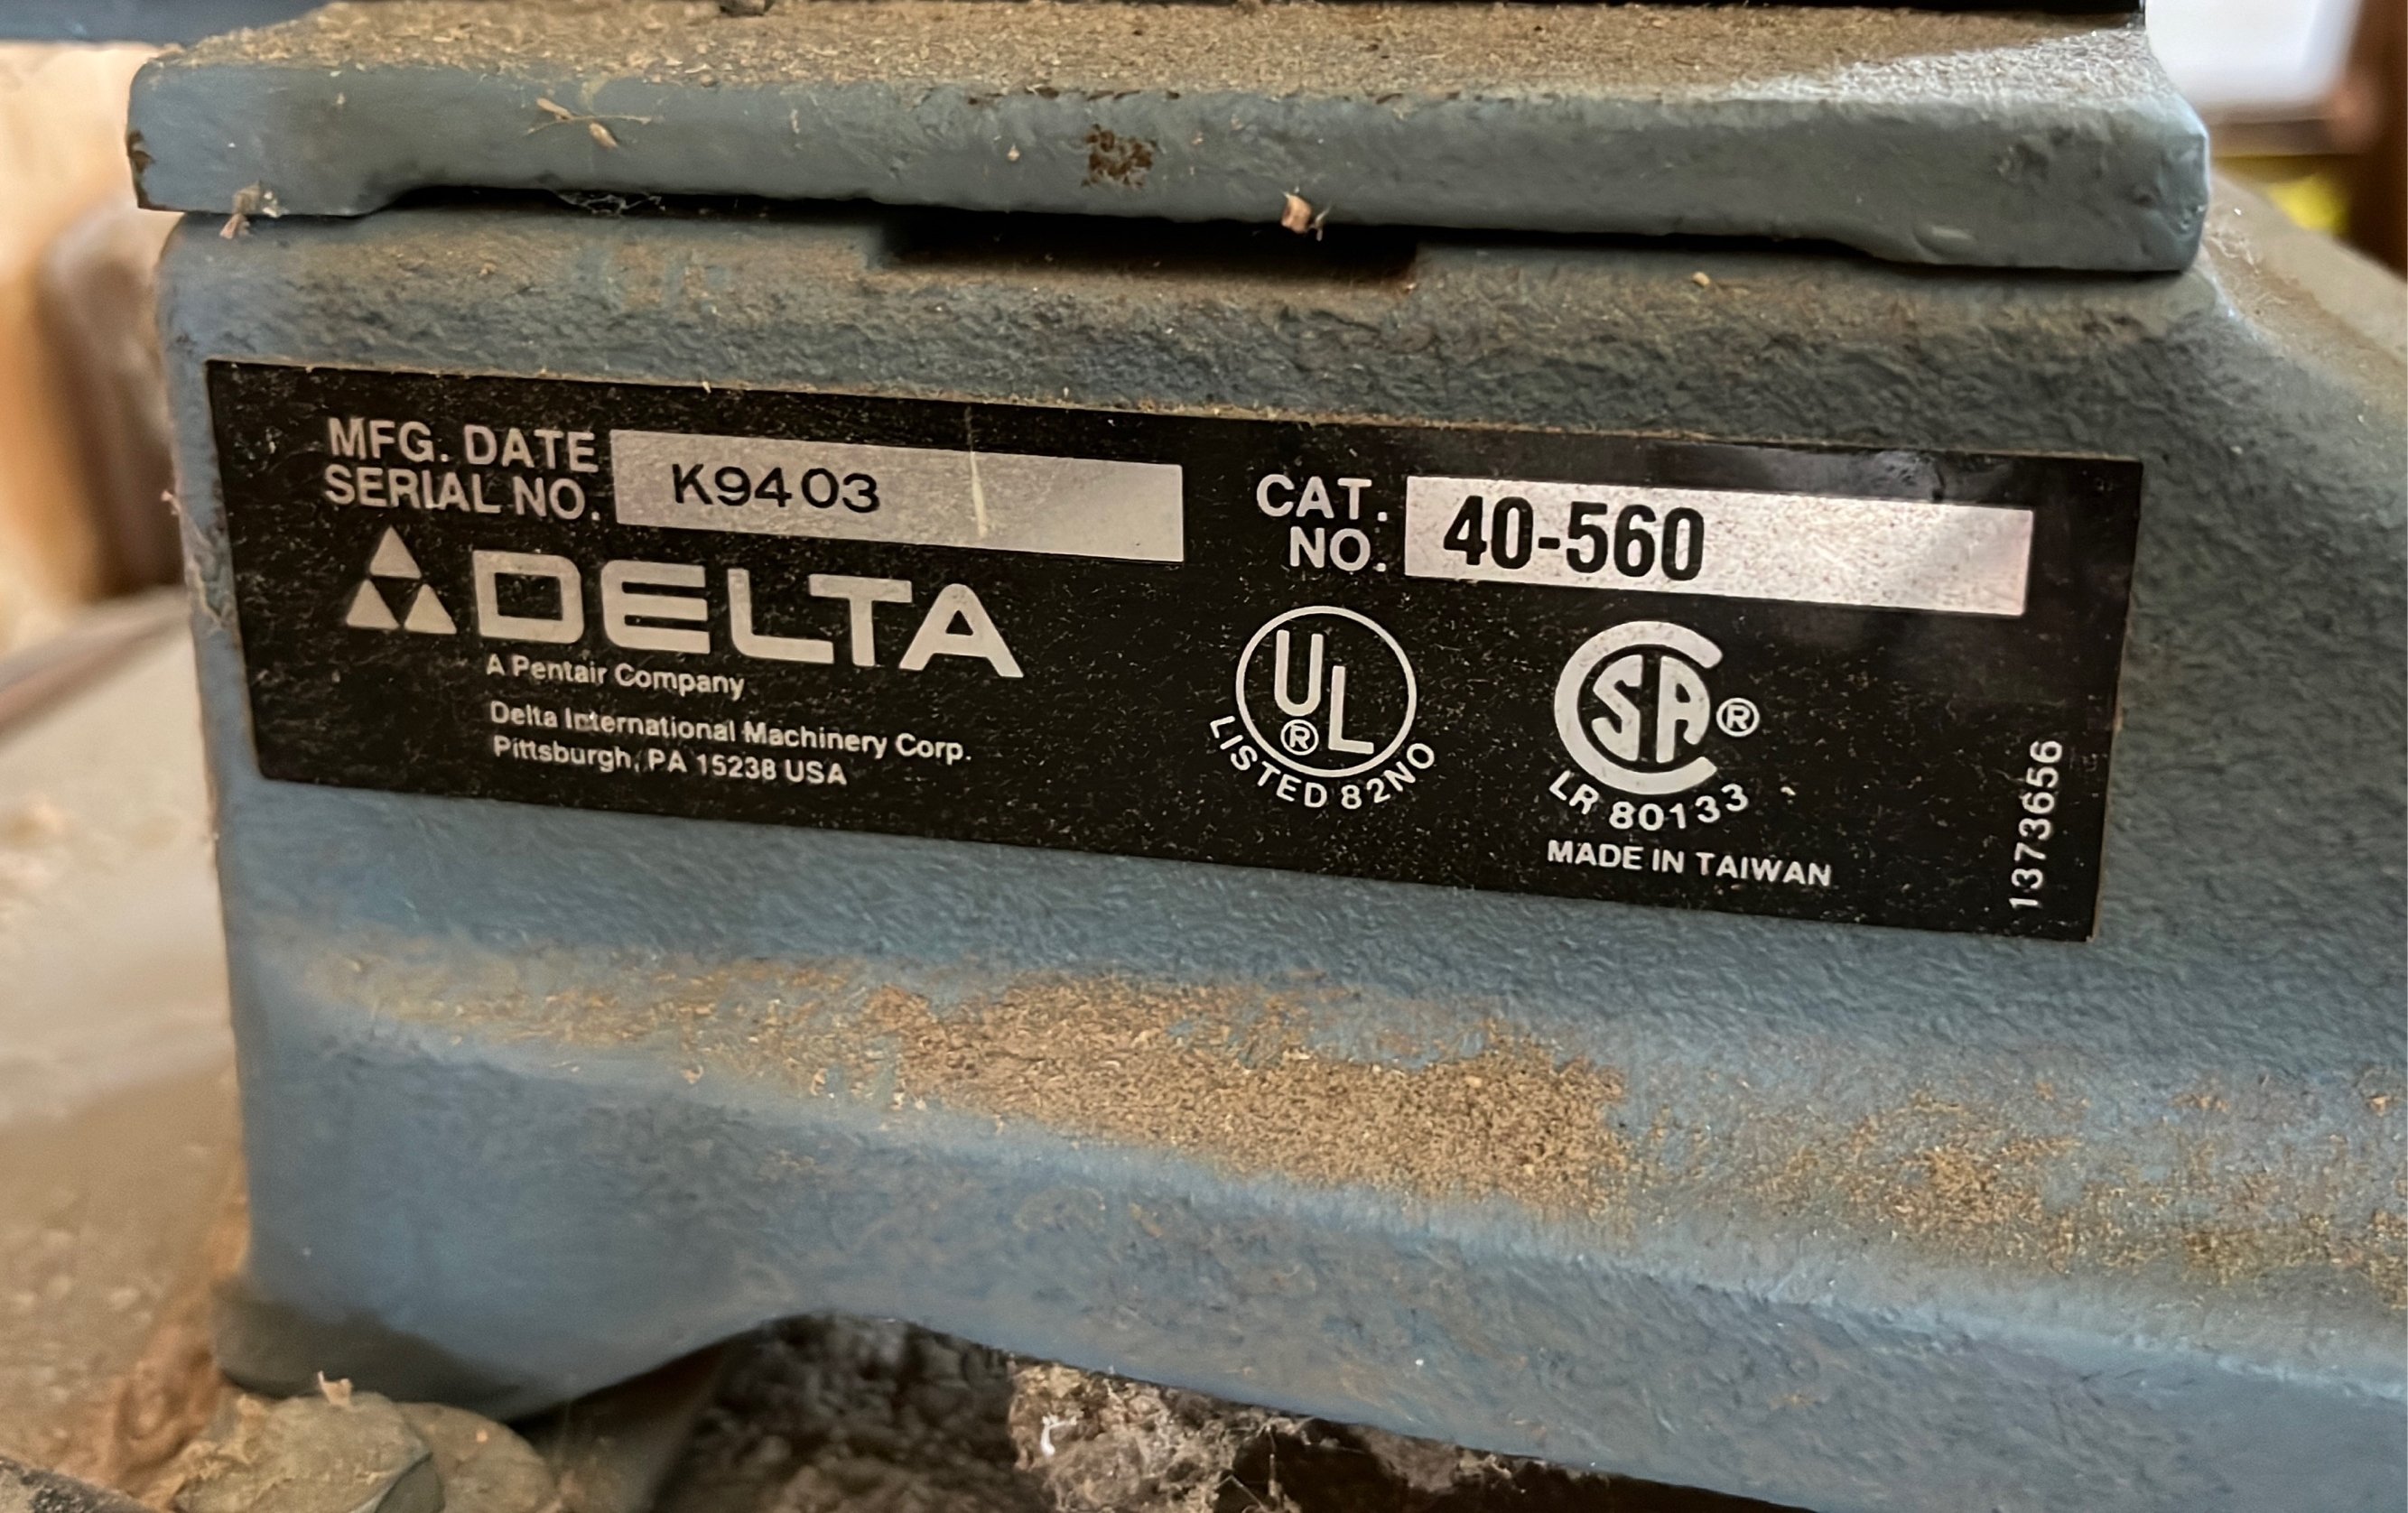 MFG. DATE
SERIAL NO.
K9403
CAT.
NO.
40-560
DELTA
A Pentair Company
Delta International Machinery Corp.
Pittsburgh, PA 15238 USA
UL
®
LISTED 82NO
CSA®
LR 80133
MADE IN TAIWAN
1373656